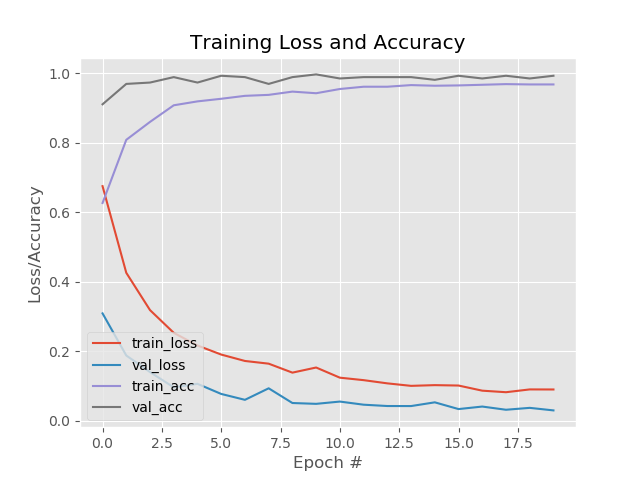 Training Loss and Accuracy
Loss/Accuracy
1.0
0.8
0.6
0.4
0.2
0.0
train_loss
val_loss
train_acc
val_acc
0.0 2.5 5.0 7.5 10.0 12.5 15.0 17.5
Epoch #